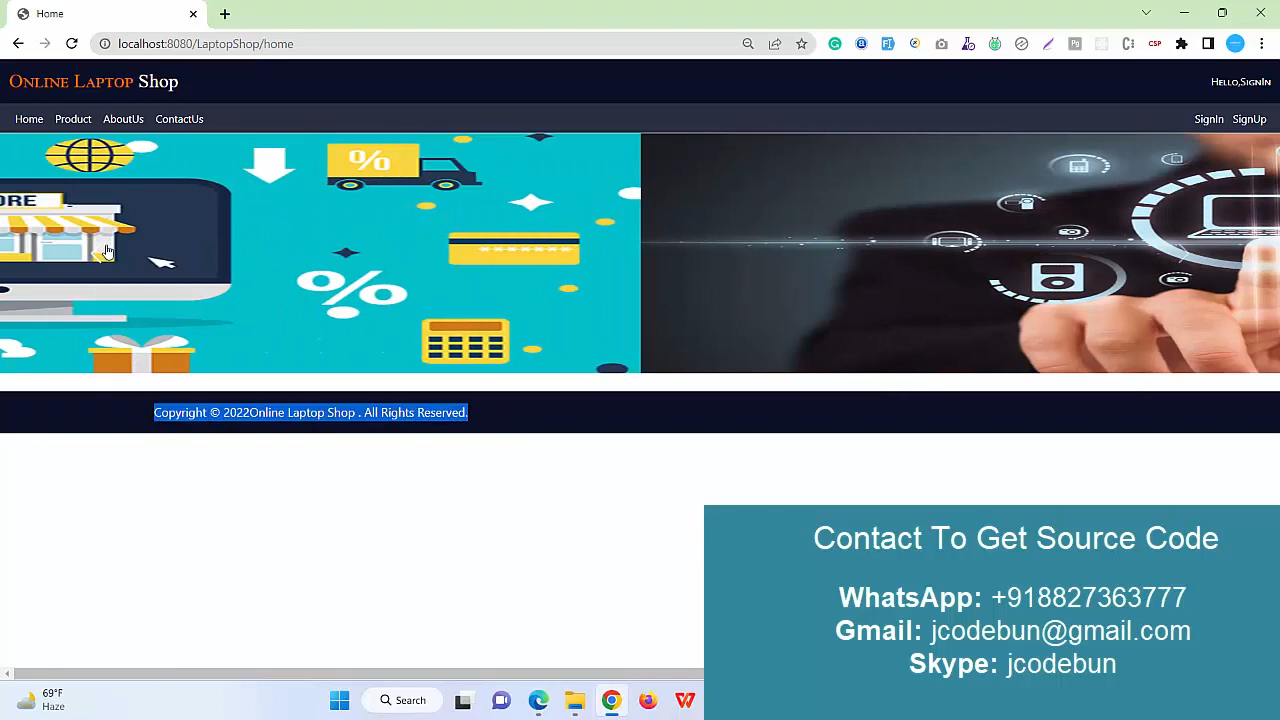 Home
localhost:8080/LaptopShop/home
ONLINE LAPTOP Shop
HELLO,SIGNIN
Home Product AboutUs ContactUs
SignIn SignUp
ORE
%
%
Copyright © 2022Online Laptop Shop . All Rights Reserved.
Contact To Get Source Code
WhatsApp: +918827363777
Gmail: jcodebun@gmail.com
Skype: jcodebun
69°F
Haze
Search